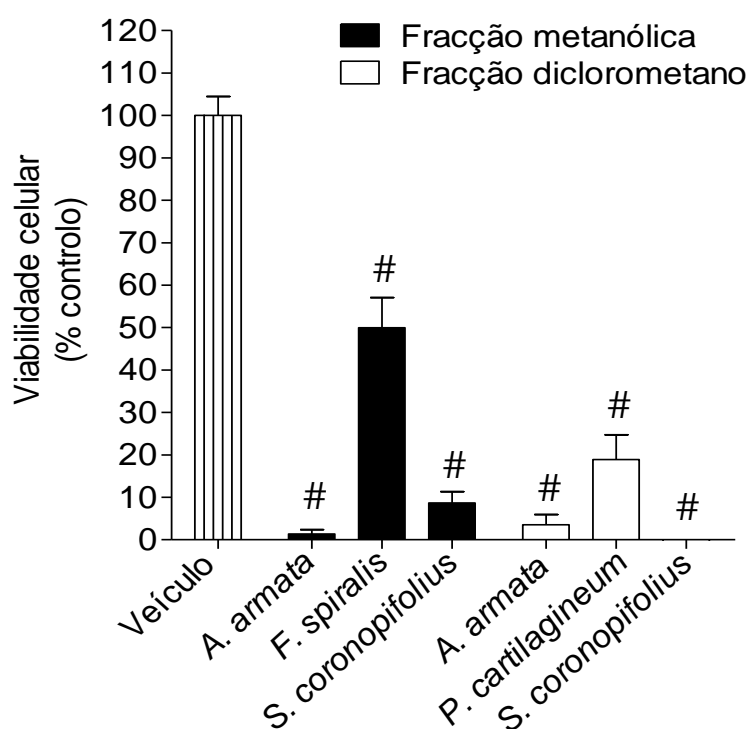 Fracção metanólica
Fracção diclorometano
Viabilidade celular
(% controlo)
120
110
100
90
80
70
60
50
40
30
20
10
0
#
#
#
#
#
#
Veículo
A. armata
F. spiralis
S. coronopifolius
A. armata
P. cartilagineum
S. coronopifolius